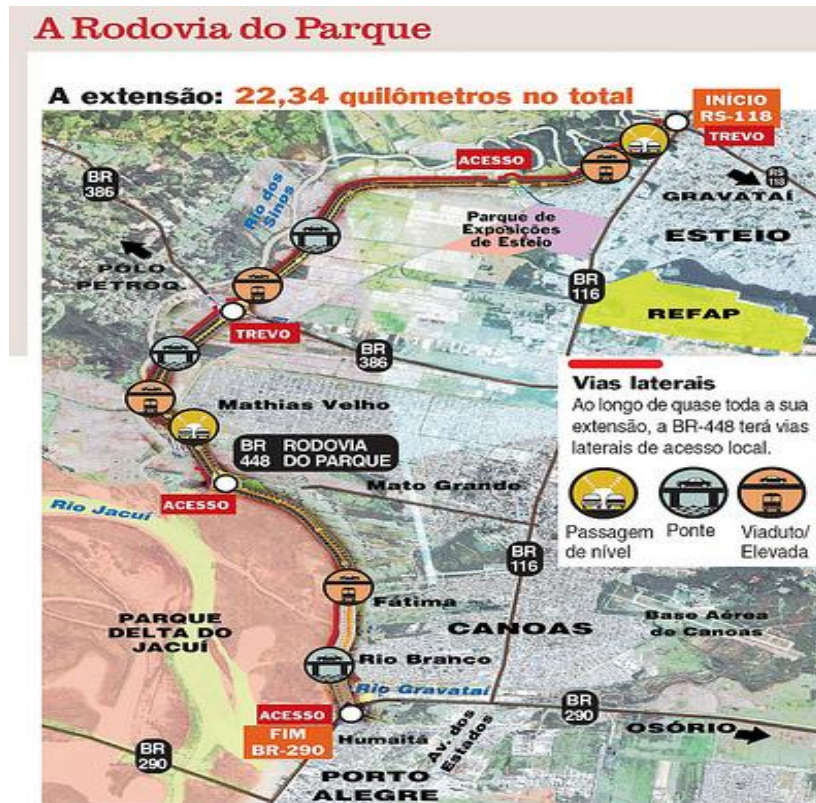 A Rodovia do Parque
A extensão: 22,34 quilômetros no total
INÍCIO
RS-118
TREVO
ACESSO
BR
386
Rio dos
Sinos
RS
118
GRAVATAÍ
Parque de
Exposições
de Esteio
ESTEIO
PÓLO
PETROQ.
BR
116
REFAP
TREVO
BR
386
Vias laterais
Ao longo de quase toda a sua
extensão, a BR-448 terá vias
laterais de acesso local.
Passagem
de nível
Ponte
Viaduto/
Elevada
Mathias Velho
BR
448
RODOVIA
DO PARQUE
Mato Grande
ACESSO
Rio Jacuí
BR
116
Fátima
PARQUE
DELTA DO
JACUÍ
CANOAS
Base Aérea
de Canoas
Rio Branco
Rio Gravataí
ACESSO
FIM
BR-290
BR
290
Humaitá
Av. dos
Estados
OSÓRIO
BR
290
PORTO
ALEGRE